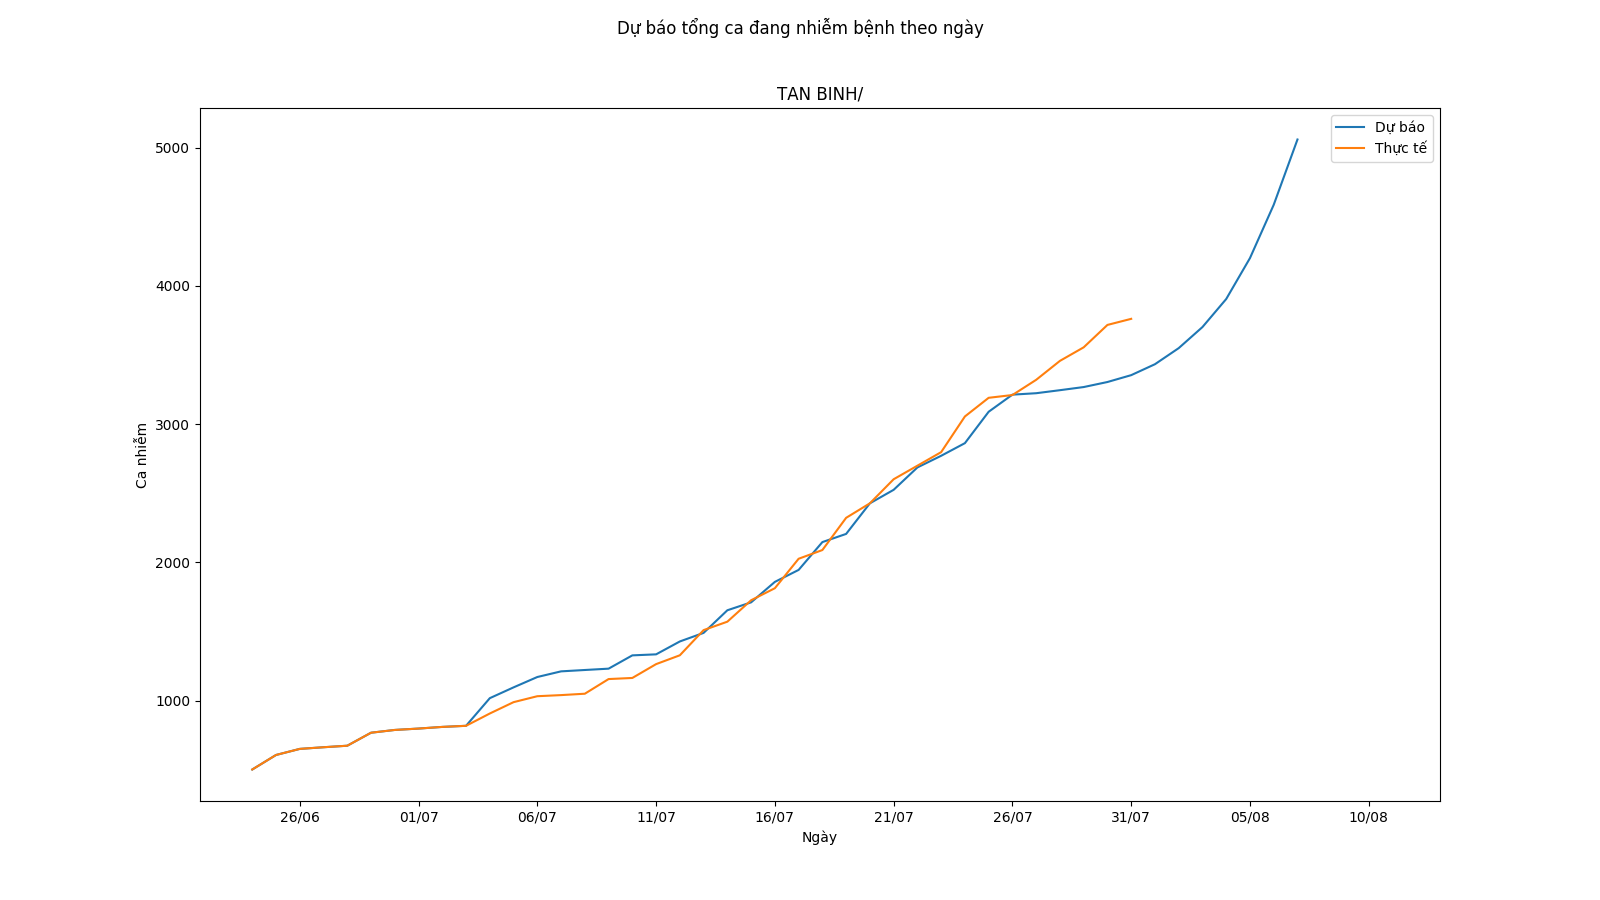 Dự báo tổng ca đang nhiễm bệnh theo ngày
TAN BINH/
Dự báo
Thực tế
5000
4000
3000
2000
1000
Ca nhiễm
26/06 01/07 06/07 11/07 16/07 21/07 26/07 31/07 05/08 10/08
Ngày